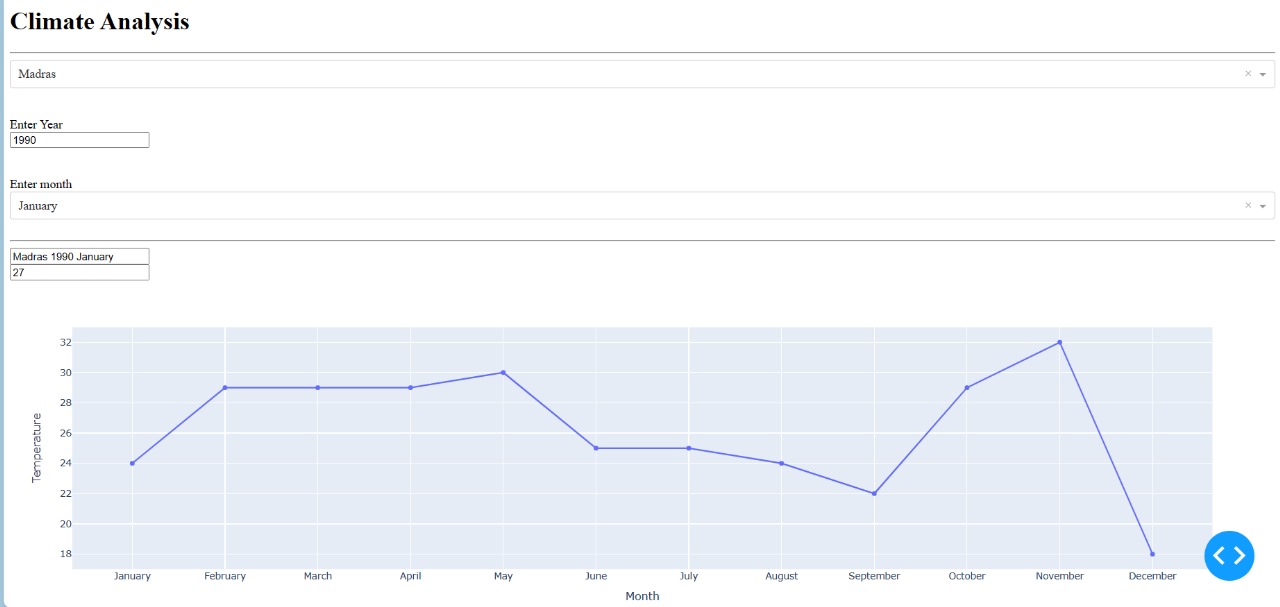 Climate Analysis
Madras
Enter Year
1990
Enter month
January
Madras 1990 January
27
32
30
28
26
24
22
20
18
Temperature
January February March April May June July August September October November December
Month